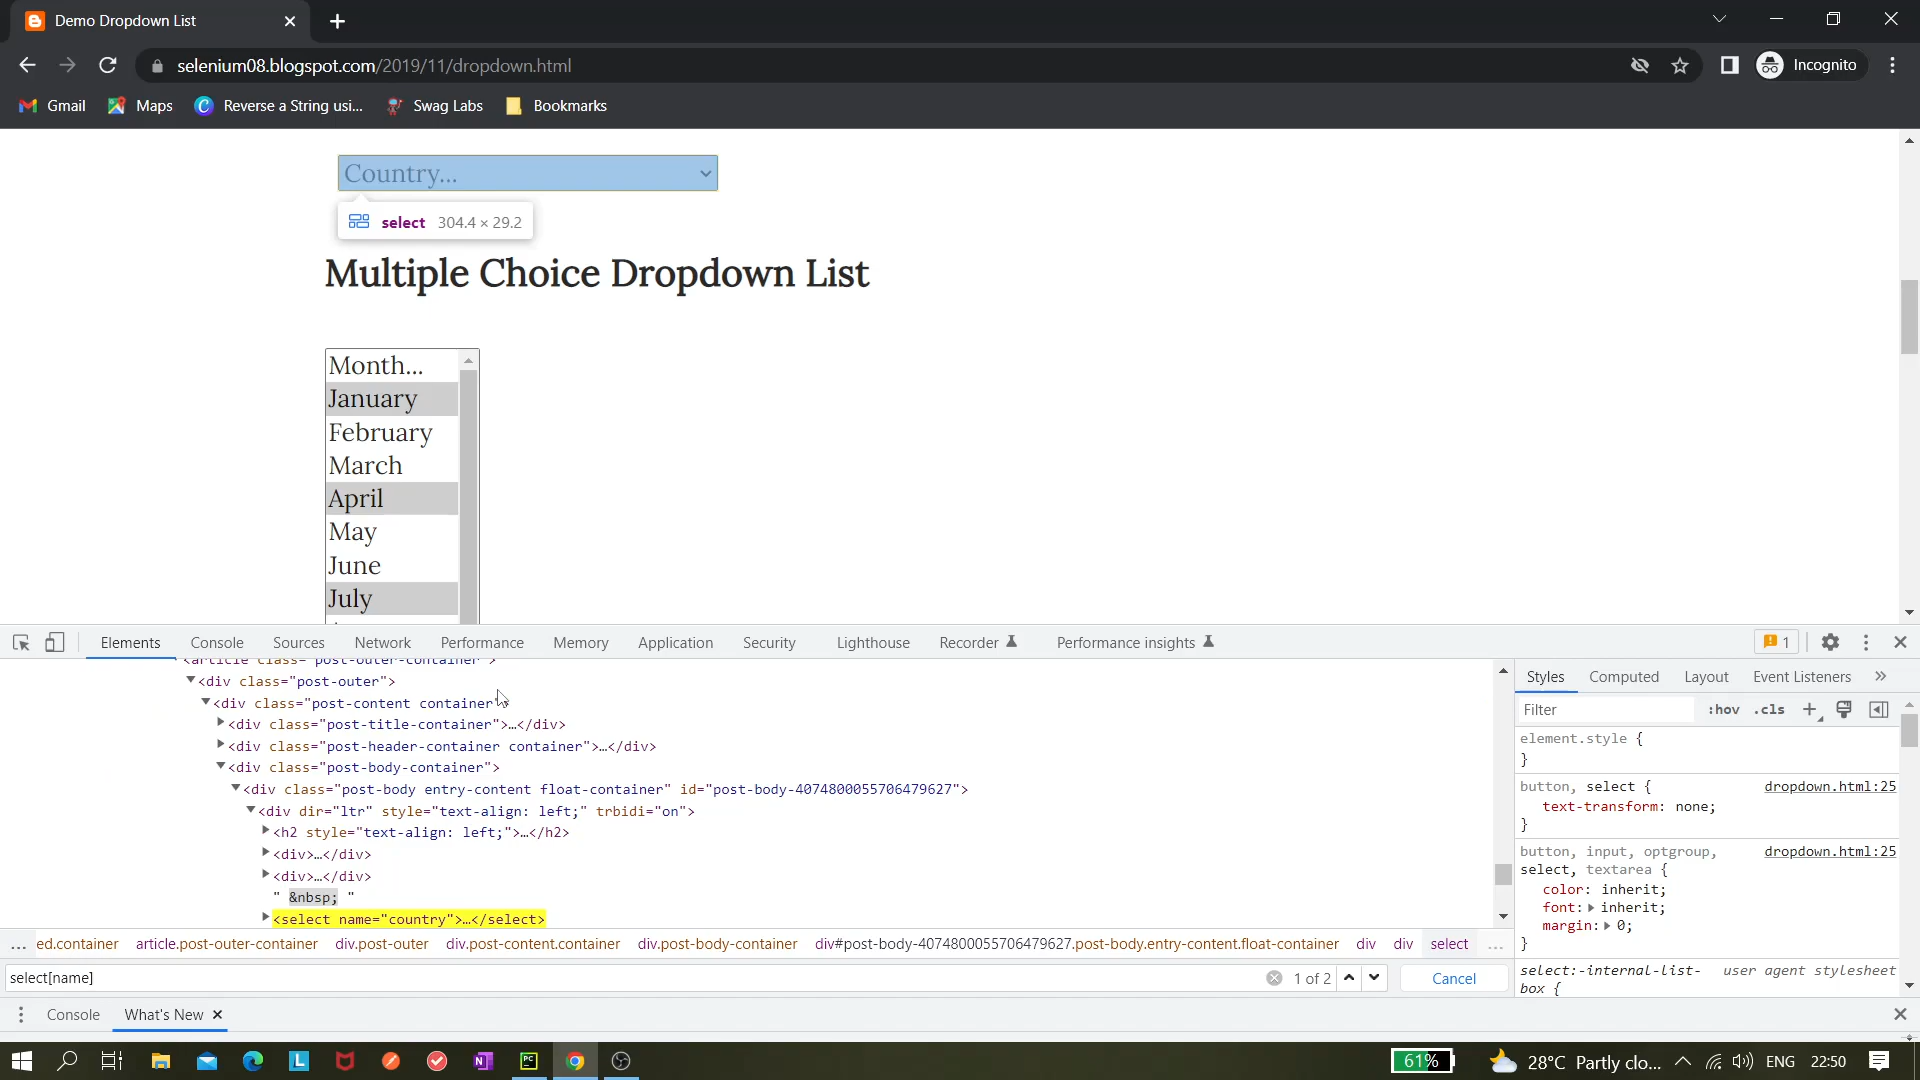 Demo Dropdown List
selenium08.blogspot.com/2019/11/dropdown.html
Incognito
Gmail
Maps
Reverse a String usi...
Swag Labs
Bookmarks
Country...
select 304.4 × 29.2
Multiple Choice Dropdown List
Month...
January
February
March
April
May
June
July
Elements Console Sources Network Performance Memory Application Security Lighthouse Recorder Performance insights
1
<article class="post-outer-container">
<div class="post-outer">
<div class="post-content container">
<div class="post-title-container">…</div>
<div class="post-header-container container">…</div>
<div class="post-body-container">
<div class="post-body entry-content float-container" id="post-body-4074800055706479627">
<div dir="ltr" style="text-align: left;" trbidi="on">
<h2 style="text-align: left;">…</h2>
<div>…</div>
<div>…</div>
" &nbsp; "
<select name="country">…</select>
... ed.container article.post-outer-container div.post-outer div.post-content.container div.post-body-container div#post-body-4074800055706479627.post-body.entry-content.float-container div div select ...
select[name]
1 of 2
Cancel
Styles Computed Layout Event Listeners
Filter
:hov .cls
element.style {
}
button, select { dropdown.html:25
text-transform: none;
}
button, input, optgroup, dropdown.html:25
select, textarea {
color: inherit;
font: inherit;
margin: 0;
}
select:-internal-list- user agent stylesheet
box {
Console What's New
61%
28°C Partly clo...
ENG
22:50